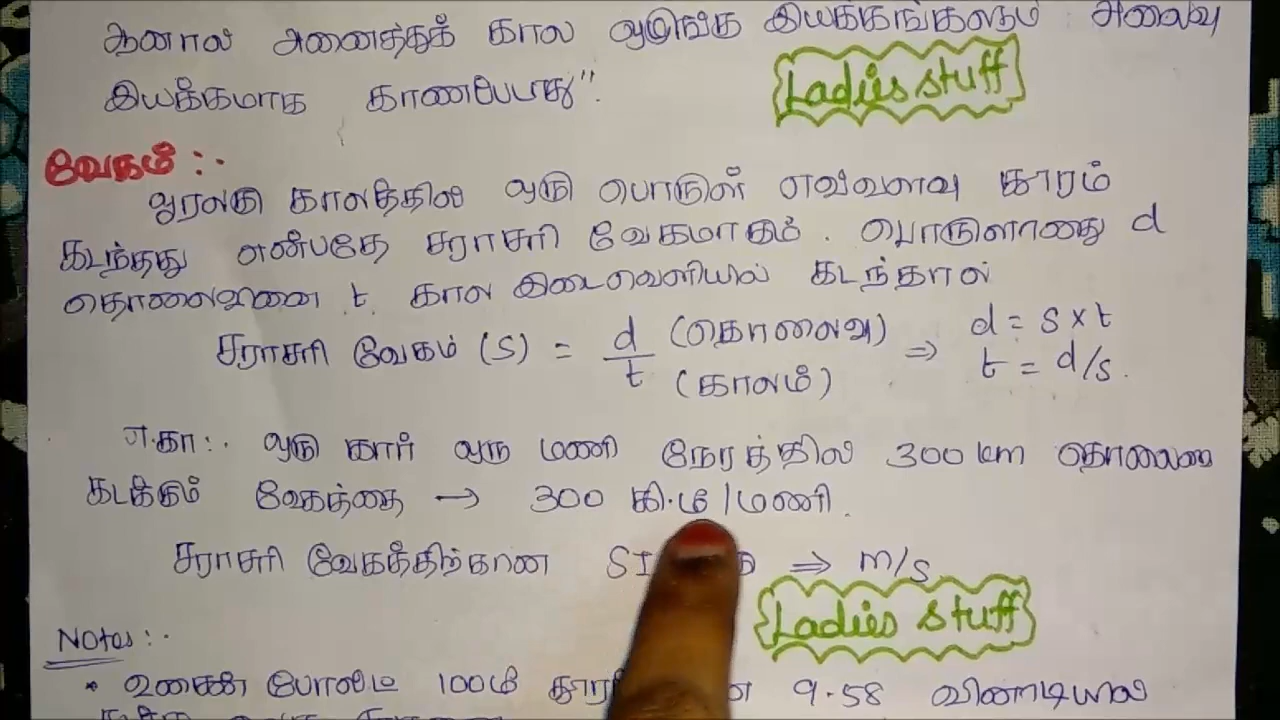 ஆனால் அனைத்துக் கால ஒழுங்கு இயக்கங்களும் அலைவு
இயக்கமாக காணப்படாது".
Ladies stuff
வேகம் :-
ஓரலகு காலத்தில் ஒரு பொருள் எவ்வளவு தூரம்
கடந்தது என்பதே சராசரி வேகமாகும். பொருளானது d
தொலைவினை t கால இடைவெளியில் கடந்தால்
சராசரி வேகம் (s) = d/t (தொலைவு) (காலம்) ⇒ d = s x t
t = d/s.
எ.கா :. ஒரு கார் ஒரு மணி நேரத்தில் 300 km தொலைவை
கடக்கும் வேகத்தை → 300 கி.மீ/மணி.
சராசரி வேகத்திற்கான SI ⇒ m/s
Ladies stuff
Notes :-
* உசைன் போல்ட் 100மீ 9.58 வினாடியில்